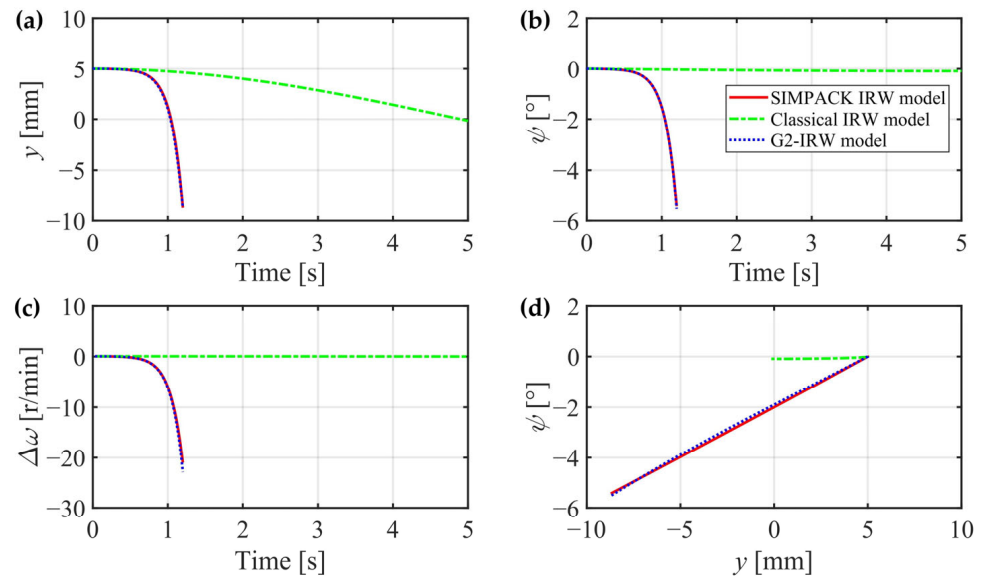 (a)
10
5
0
−5
−10
y [mm]
0 1 2 3 4 5
Time [s]
(b)
2
0
−2
−4
−6
ψ [°]
SIMPACK IRW model
Classical IRW model
G2-IRW model
0 1 2 3 4 5
Time [s]
(c)
10
0
−10
−20
−30
Δω [r/min]
0 1 2 3 4 5
Time [s]
(d)
2
0
−2
−4
−6
ψ [°]
−10 −5 0 5 10
y [mm]